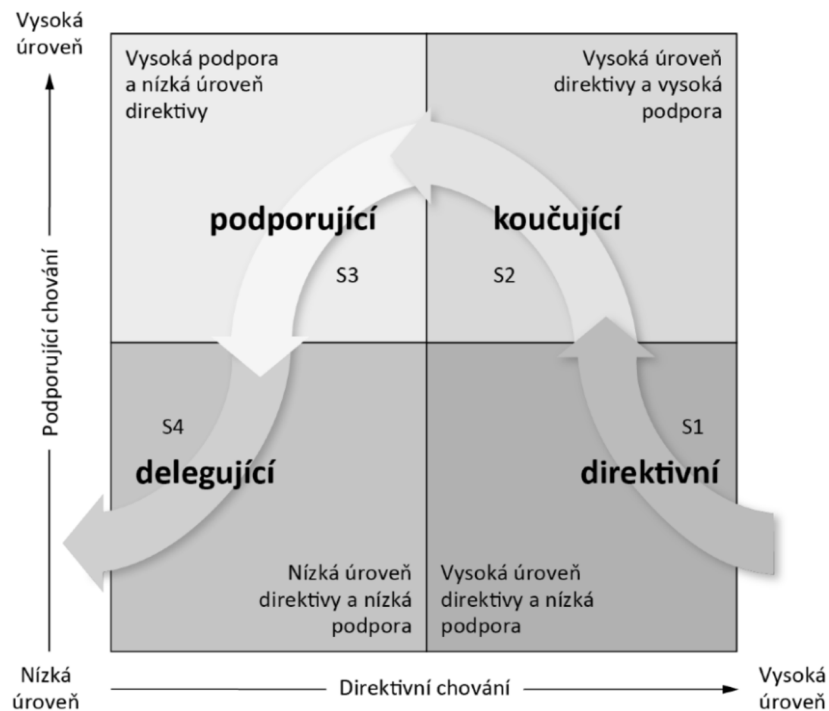 Vysoká
úroveň
Vysoká podpora
a nízká úroveň
direktivy
Vysoká úroveň
direktivy a vysoká
podpora
podporující
koučující
S3
S2
Podporující chování
S4
S1
delegující
direktivní
Nízká úroveň
direktivy a nízká
podpora
Vysoká úroveň
direktivy a nízká
podpora
Nízká
úroveň
Direktivní chování
Vysoká
úroveň